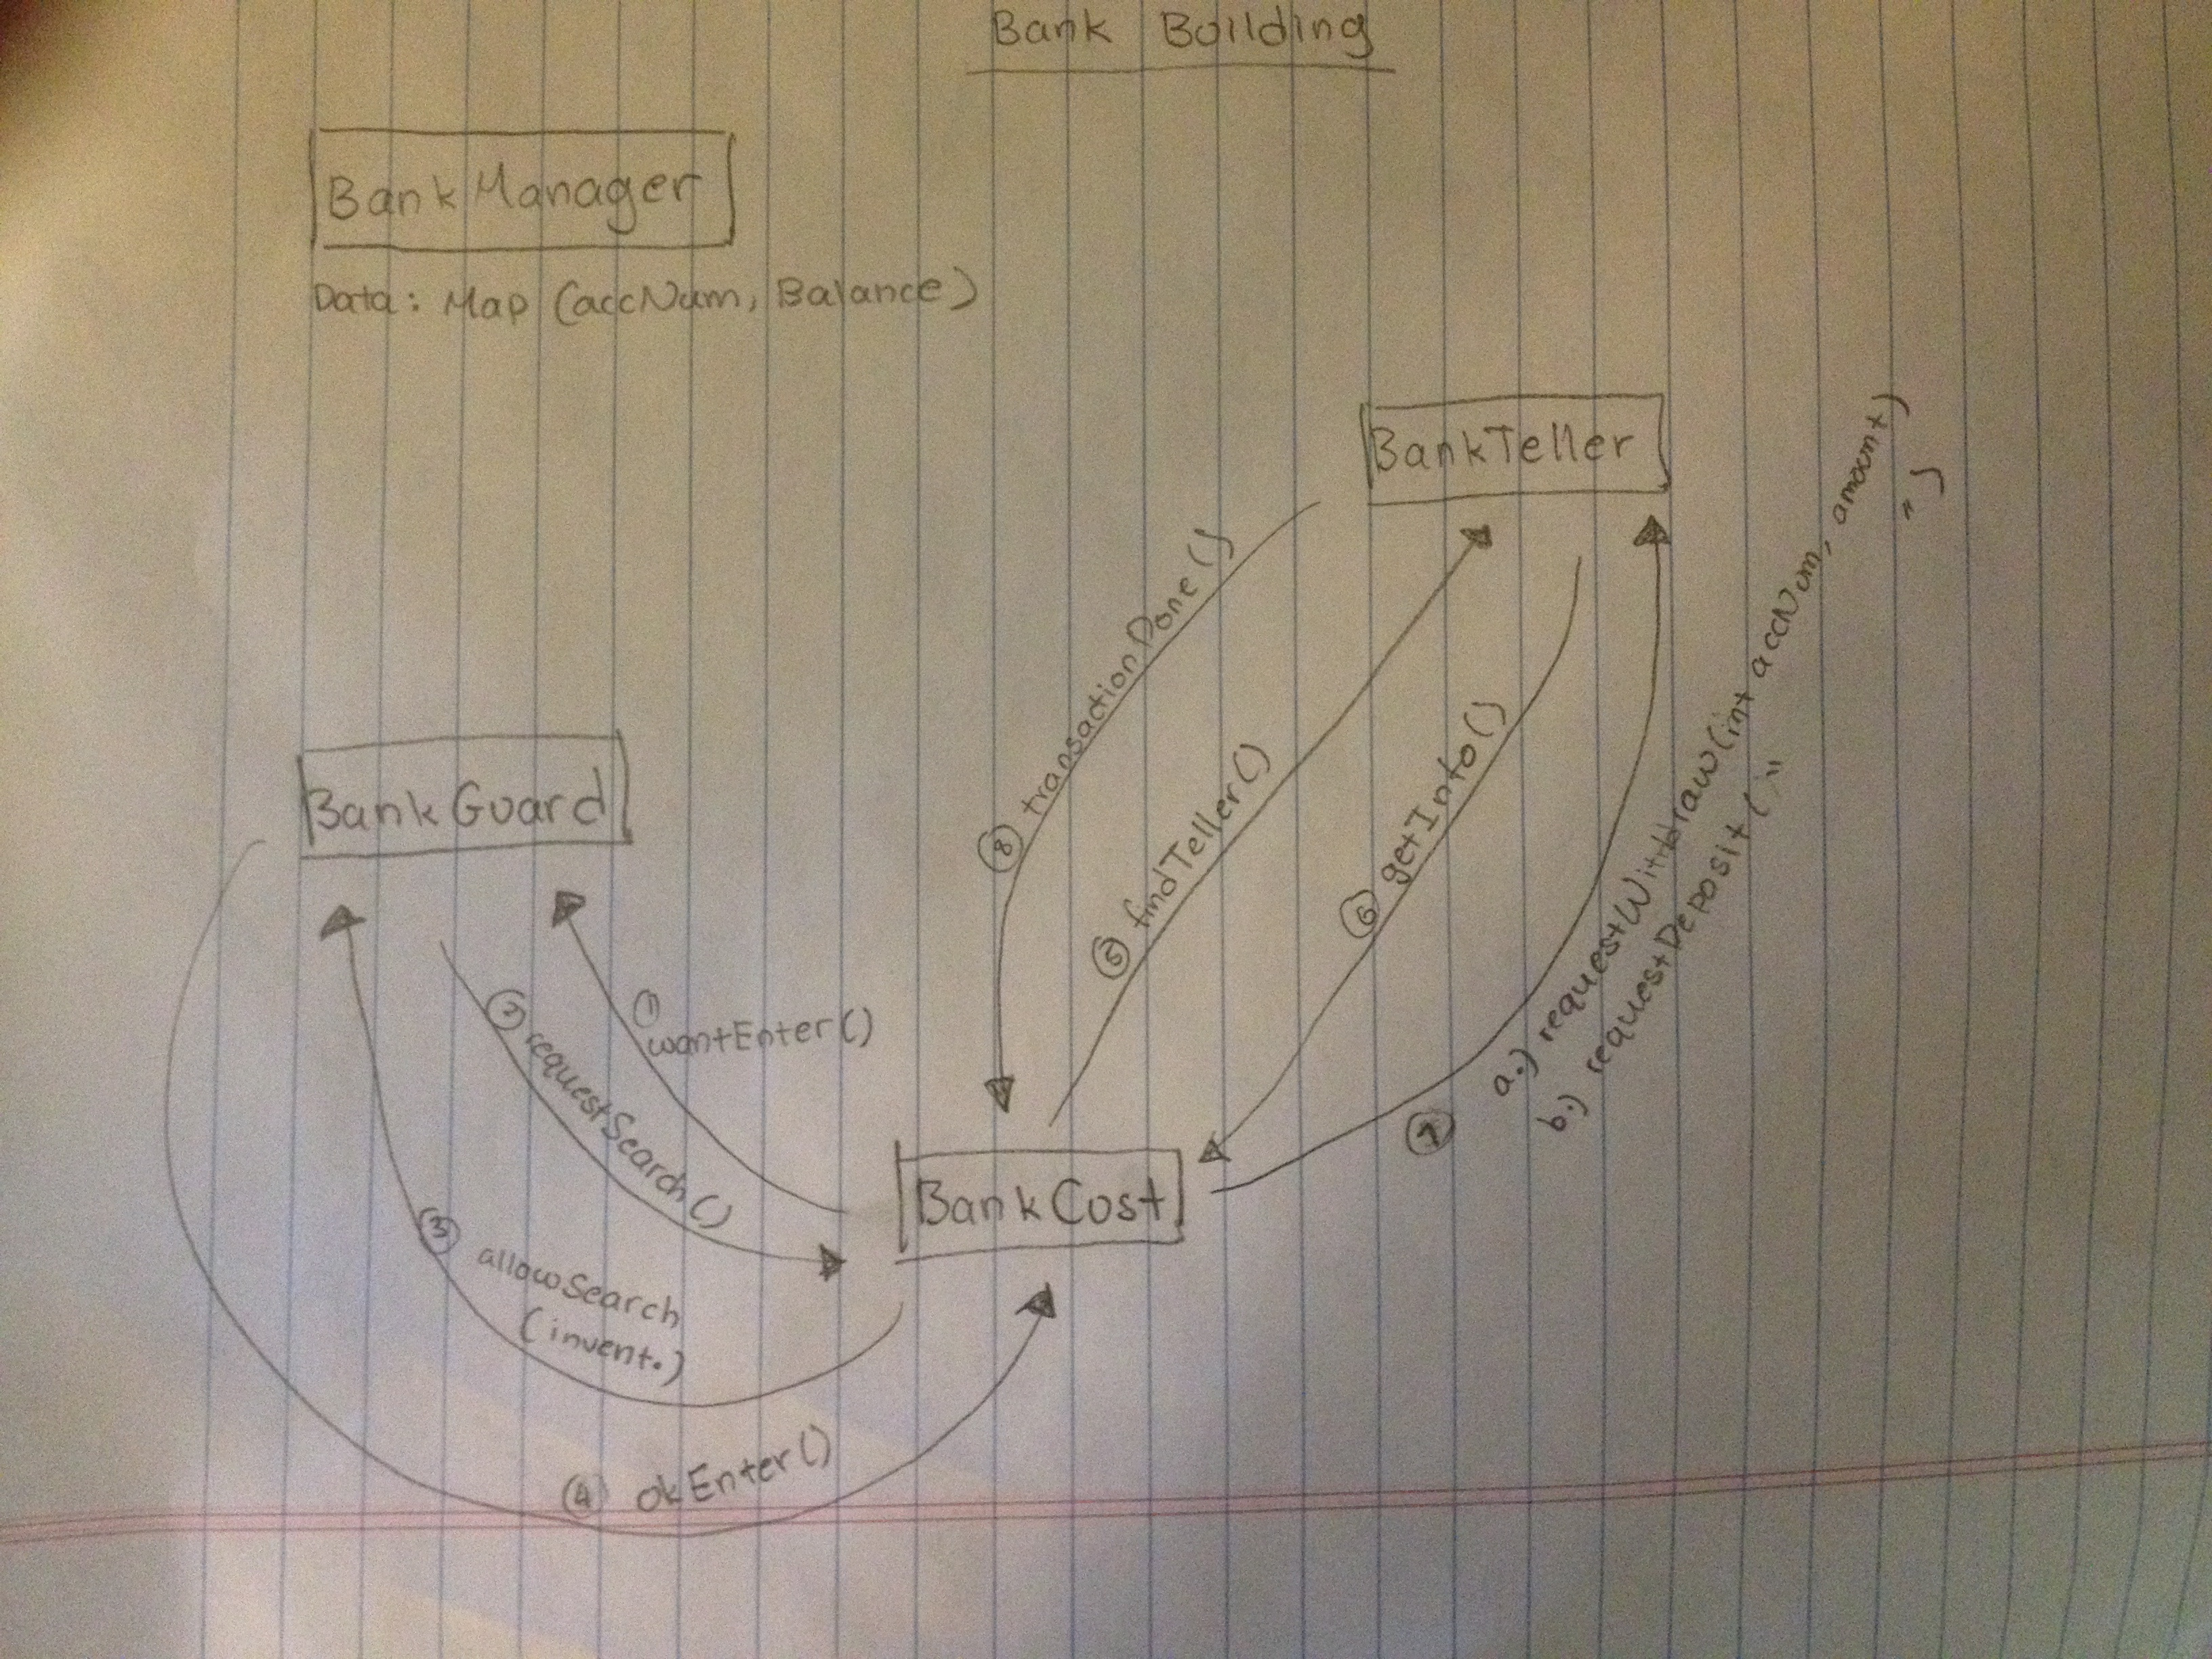 Bank Building
BankManager
Data: Map (accNum, Balance)
BankGuard
BankTeller
BankCust
① wantEnter()
② requestSearch()
③ allowSearch
(invent.)
④ okEnter()
⑤ findTeller()
⑥ getInfo()
⑦
a.) requestWithdraw(int accNum, amount)
b.) requestDeposit( " " )
⑧ transactionDone()